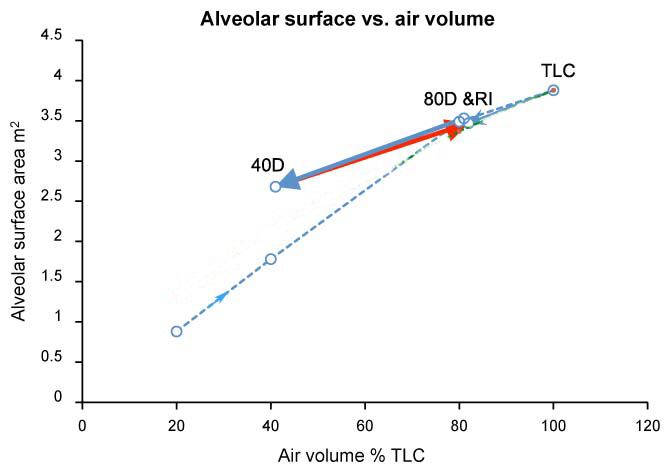 Alveolar surface vs. air volume
4.5
4
3.5
3
2.5
2
1.5
1
0.5
0
Alveolar surface area m²
TLC
80D &RI
40D
0 20 40 60 80 100 120
Air volume % TLC